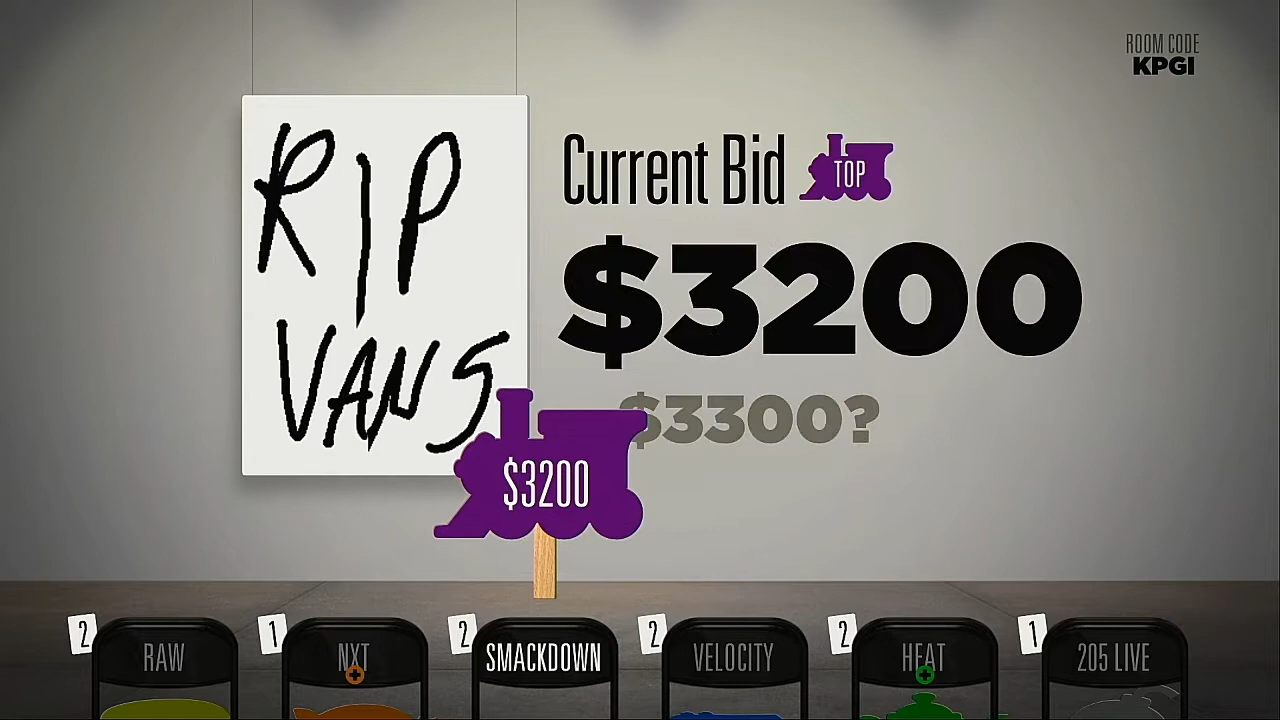 ROOM CODE
KPGI
RIP
VANS
Current Bid
TOP
$3200
$3300?
$3200
2 RAW
1 NXT
2 SMACKDOWN
2 VELOCITY
2 HEAT
1 205 LIVE